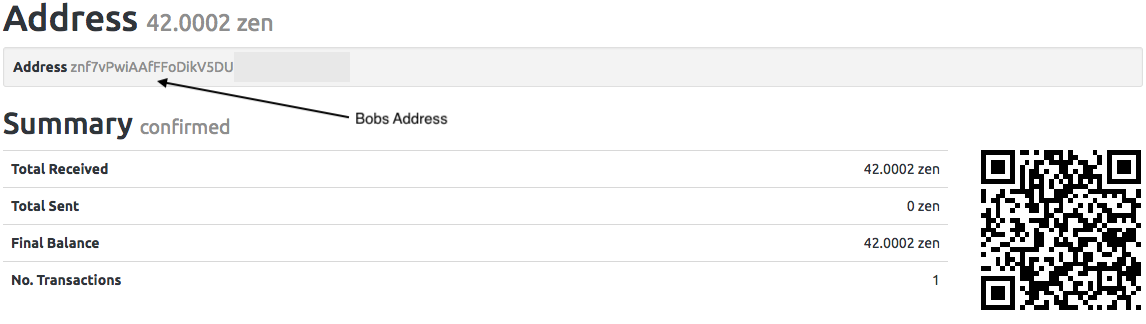 Address 42.0002 zen
Address znf7vPwiAAfFFoDikV5DU
Bobs Address
Summary confirmed
Total Received 42.0002 zen
Total Sent 0 zen
Final Balance 42.0002 zen
No. Transactions 1